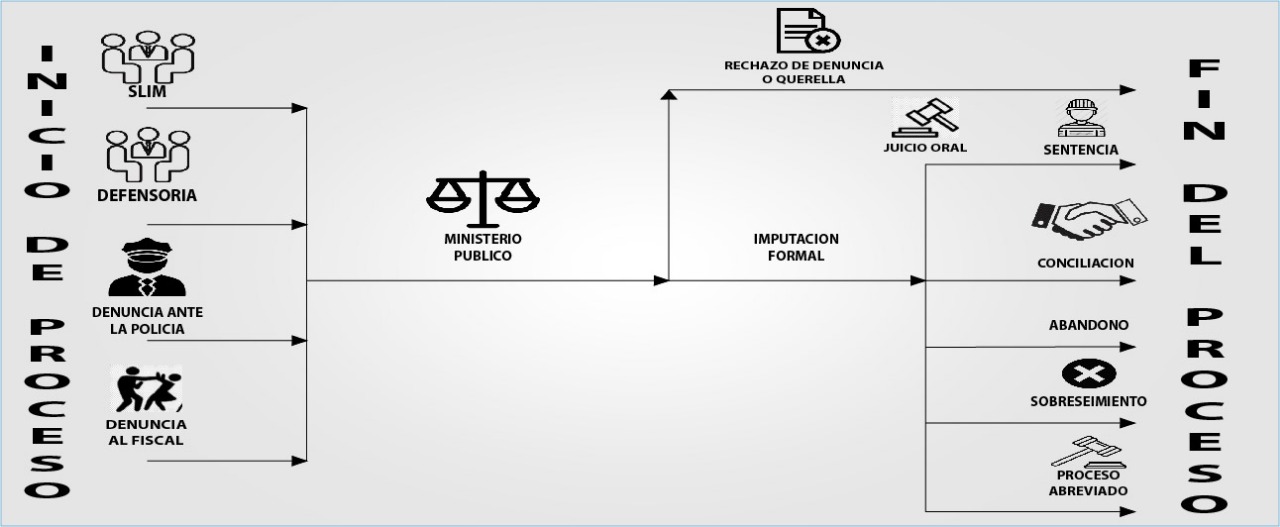 INICIO DE PROCESO
SLIM
DEFENSORIA
DENUNCIA ANTE
LA POLICIA
DENUNCIA
AL FISCAL
MINISTERIO
PUBLICO
RECHAZO DE DENUNCIA
O QUERELLA
IMPUTACION
FORMAL
JUICIO ORAL
SENTENCIA
CONCILIACION
ABANDONO
SOBRESEIMIENTO
PROCESO
ABREVIADO
FIN DEL PROCESO